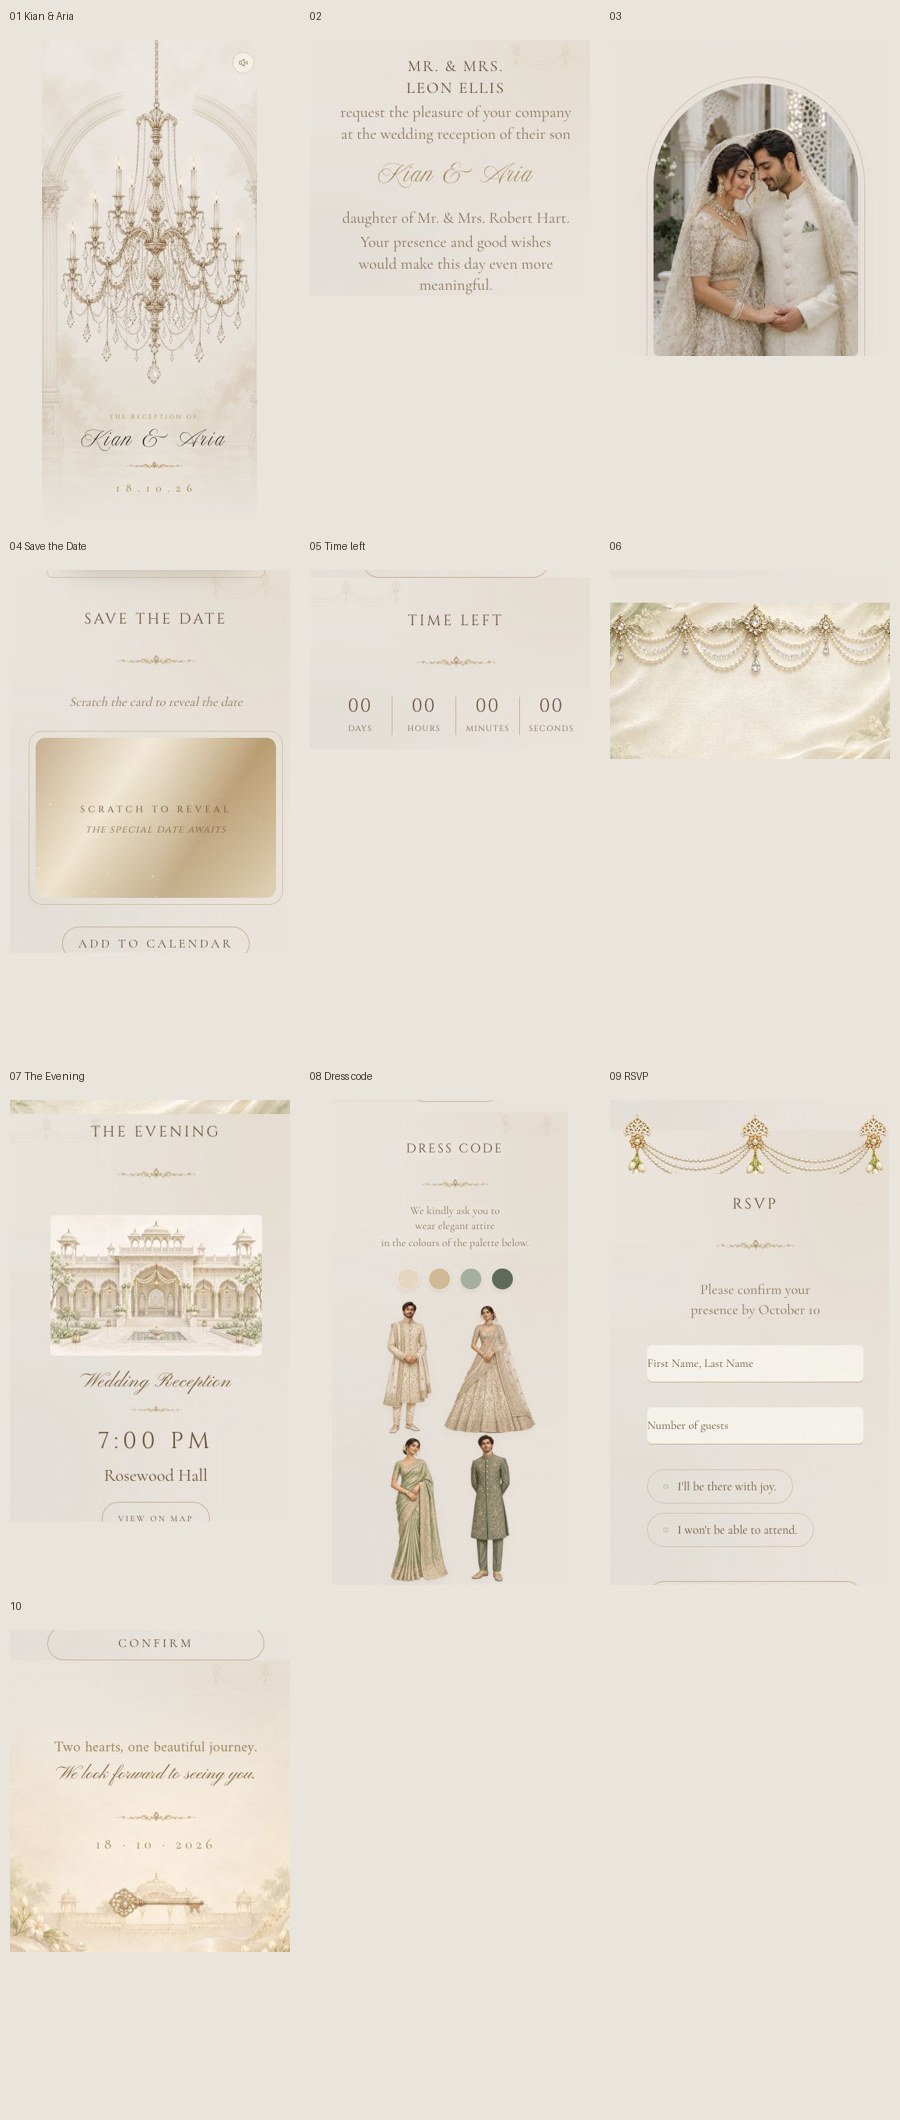 01 Kian & Aria
THE RECEPTION OF
Kian & Aria
18.10.26
02
MR. & MRS.
LEON ELLIS
request the pleasure of your company
at the wedding reception of their son
Kian & Aria
daughter of Mr. & Mrs. Robert Hart.
Your presence and good wishes
would make this day even more
meaningful.
03
04 Save the Date
SAVE THE DATE
Scratch the card to reveal the date
SCRATCH TO REVEAL
THE SPECIAL DATE AWAITS
ADD TO CALENDAR
05 Time left
TIME LEFT
00 00 00 00
DAYS HOURS MINUTES SECONDS
06
07 The Evening
THE EVENING
Wedding Reception
7:00 PM
Rosewood Hall
VIEW ON MAP
08 Dress code
DRESS CODE
We kindly ask you to
wear elegant attire
in the colours of the palette below.
09 RSVP
RSVP
Please confirm your
presence by October 10
First Name, Last Name
Number of guests
I'll be there with joy.
I won't be able to attend.
10
CONFIRM
Two hearts, one beautiful journey.
We look forward to seeing you.
18 · 10 · 2026